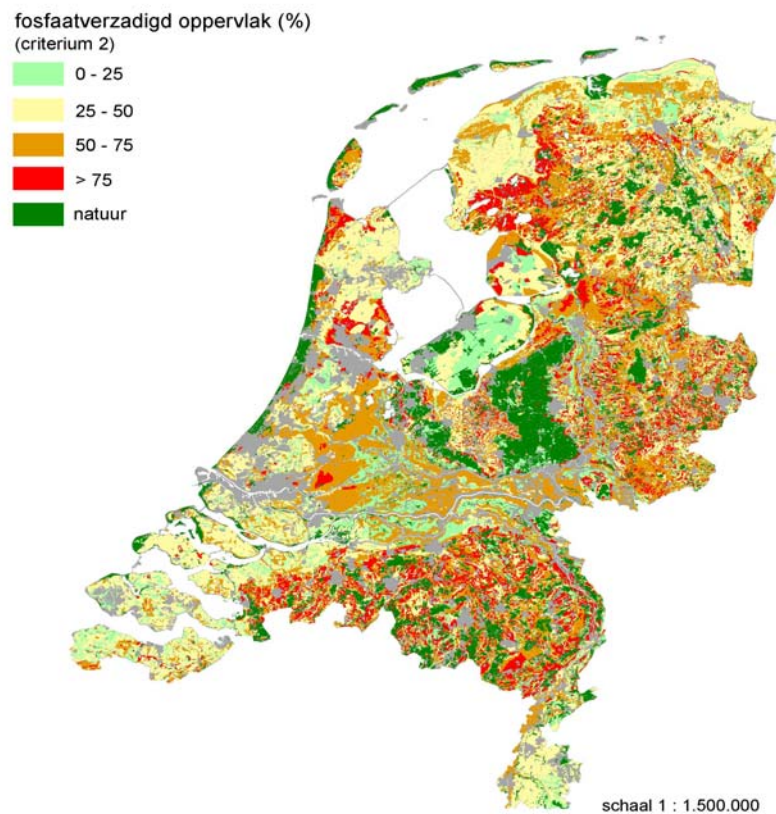 fosfaatverzadigd oppervlak (%)
(criterium 2)
0 - 25
25 - 50
50 - 75
> 75
natuur
schaal 1 : 1.500.000